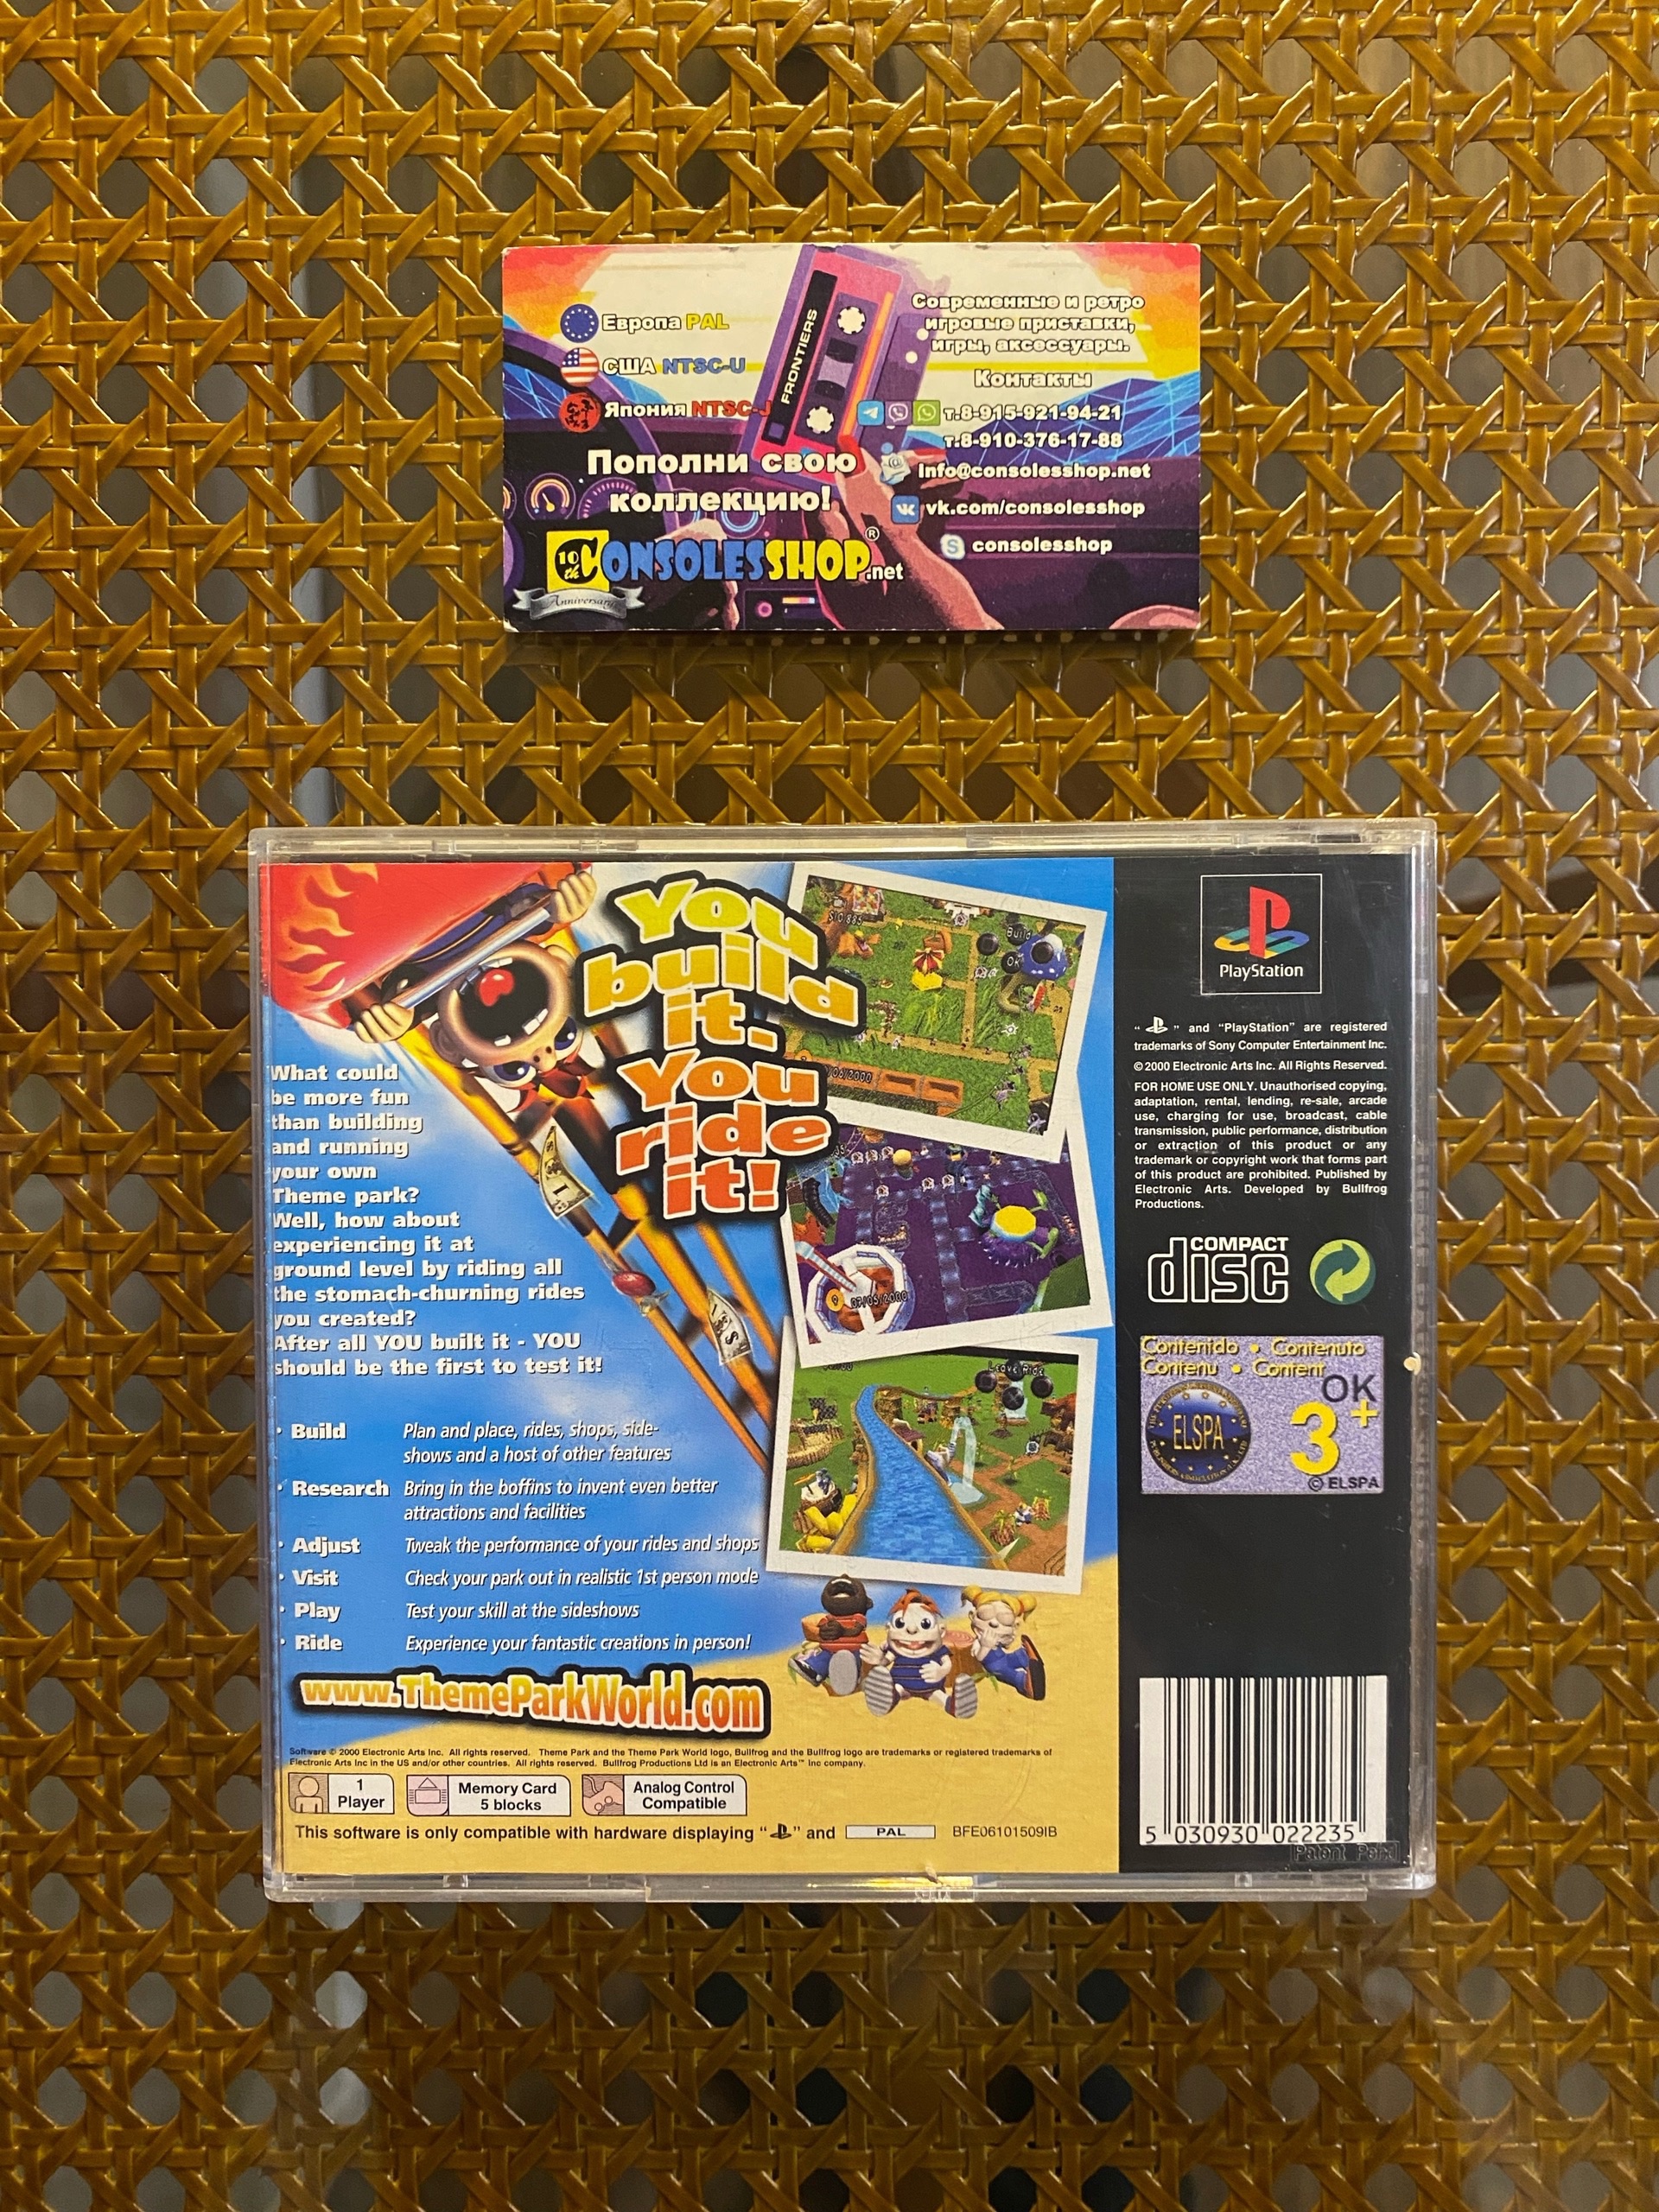 Европа PAL
США NTSC-U
Япония NTSC-J
Пополни свою
коллекцию!
10th
CONSOLESSHOP.net
®
Anniversary
FRONTIERS
Современные и ретро
игровые приставки,
игры, аксессуары.
Контакты
т.8-915-921-94-21
т.8-910-376-17-88
info@consolesshop.net
vk.com/consolesshop
consolesshop
You
build
it.
You
ride
it!
What could
be more fun
than building
and running
your own
Theme park?
Well, how about
experiencing it at
ground level by riding all
the stomach-churning rides
you created?
After all YOU built it - YOU
should be the first to test it!
· Build Plan and place, rides, shops, side-
shows and a host of other features
· Research Bring in the boffins to invent even better
attractions and facilities
· Adjust Tweak the performance of your rides and shops
· Visit Check your park out in realistic 1st person mode
· Play Test your skill at the sideshows
· Ride Experience your fantastic creations in person!
www.ThemeParkWorld.com
Software © 2000 Electronic Arts Inc. All rights reserved. Theme Park and the Theme Park World logo, Bullfrog and the Bullfrog logo are trademarks or registered trademarks of
Electronic Arts Inc in the US and/or other countries. All rights reserved. Bullfrog Productions Ltd is an Electronic Arts™ Inc company.
1
Player
Memory Card
5 blocks
Analog Control
Compatible
This software is only compatible with hardware displaying " " and PAL BFE06101509IB
Build
OK
07/05/2000
Leave Ride
PlayStation
" " and "PlayStation" are registered
trademarks of Sony Computer Entertainment Inc.
© 2000 Electronic Arts Inc. All Rights Reserved.
FOR HOME USE ONLY. Unauthorised copying,
adaptation, rental, lending, re-sale, arcade
use, charging for use, broadcast, cable
transmission, public performance, distribution
or extraction of this product or any
trademark or copyright work that forms part
of this product are prohibited. Published by
Electronic Arts. Developed by Bullfrog
Productions.
COMPACT
disc
Contenido • Contenuto
Contenu • Content
OK
ELSPA
3+
© ELSPA
5 030930 022235